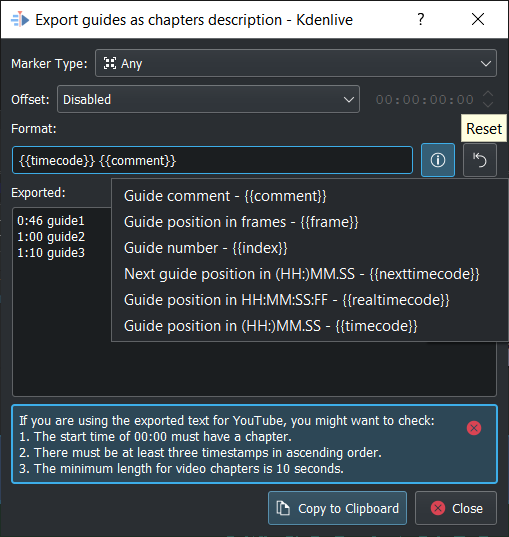 Export guides as chapters description - Kdenlive
Marker Type: Any
Offset: Disabled 00:00:00:00
Reset
Format:
{{timecode}} {{comment}}
Exported:
0:46 guide1
1:00 guide2
1:10 guide3
Guide comment - {{comment}}
Guide position in frames - {{frame}}
Guide number - {{index}}
Next guide position in (HH:)MM.SS - {{nexttimecode}}
Guide position in HH:MM:SS:FF - {{realtimecode}}
Guide position in (HH:)MM.SS - {{timecode}}
If you are using the exported text for YouTube, you might want to check:
1. The start time of 00:00 must have a chapter.
2. There must be at least three timestamps in ascending order.
3. The minimum length for video chapters is 10 seconds.
Copy to Clipboard
Close